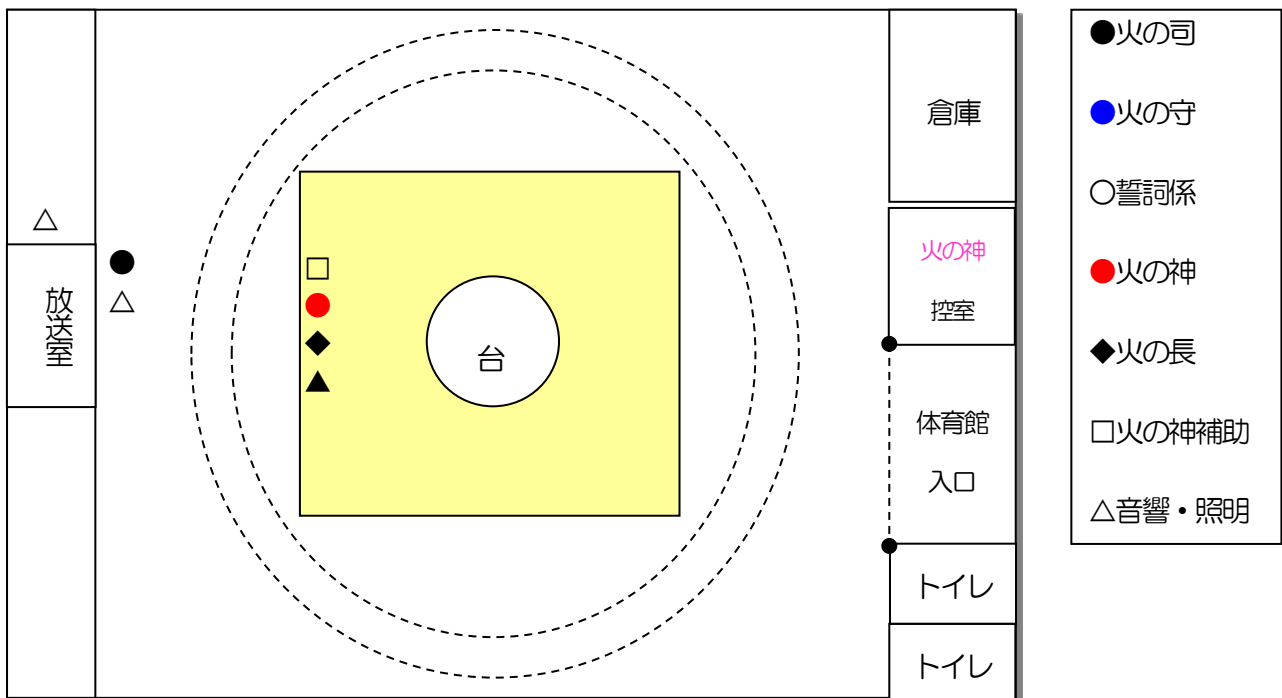 放送室
台
倉庫
火の神
控室
体育館
入口
トイレ
トイレ
●火の司
●火の守
○誓詞係
●火の神
◆火の長
□火の神補助
△音響・照明